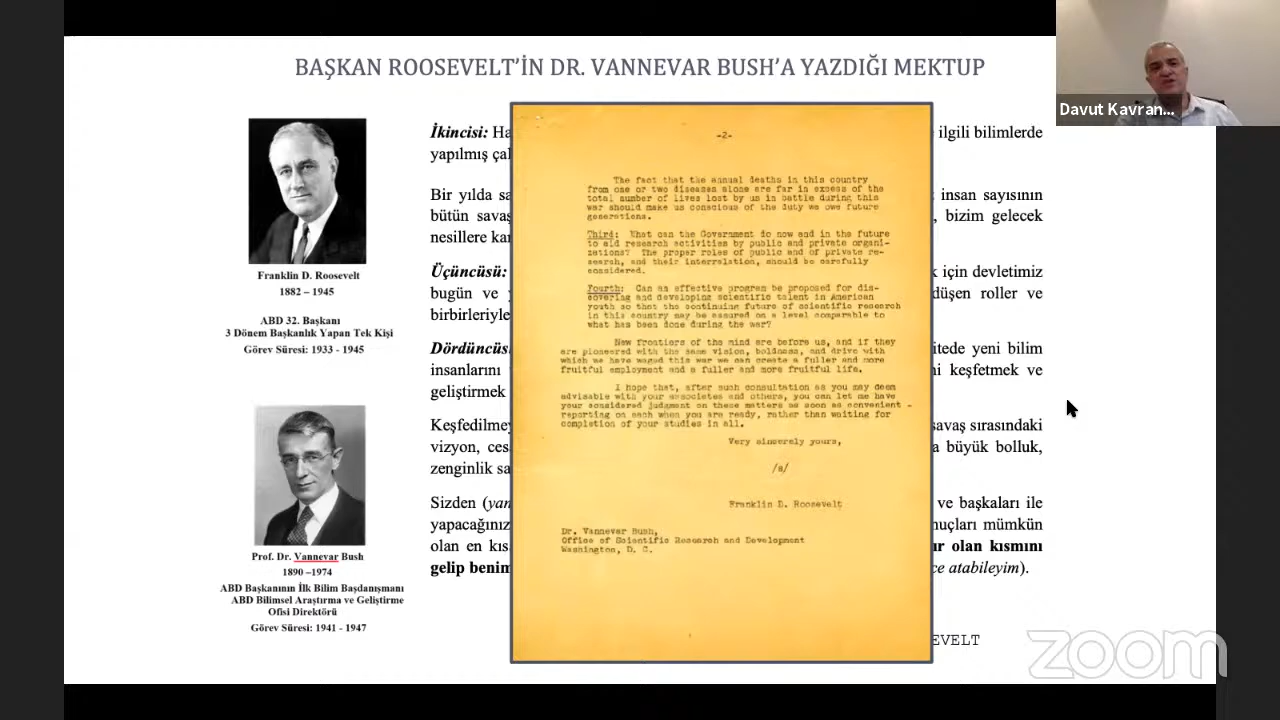 BAŞKAN ROOSEVELT'İN DR. VANNEVAR BUSH'A YAZDIĞI MEKTUP
Davut Kavran...
Franklin D. Roosevelt
1882 – 1945
ABD 32. Başkanı
3 Dönem Başkanlık Yapan Tek Kişi
Görev Süresi: 1933 - 1945
Prof. Dr. Vannevar Bush
1890 –1974
ABD Başkanının İlk Bilim Başdanışmanı
ABD Bilimsel Araştırma ve Geliştirme
Ofisi Direktörü
Görev Süresi: 1941 - 1947
İkincisi: ilgili bilimlerde
yapılmış
Bir yılda insan sayısının
bütün bizim gelecek
nesillere
Üçüncüsü: için devletimiz
bugün ve düşen roller ve
Dördüncüs yeni bilim
insanlarını keşfetmek ve
geliştirmek
savaş sırasındaki
vizyon, büyük bolluk,
zenginlik
Sizden ve başkaları ile
yapacağınız mümkün
olan en olan kısmını
gelip
-2-
The fact that the annual deaths in this country
from one or two diseases alone are far in excess of the
total number of lives lost by us in battle during this
war should make us conscious of the duty we owe future
generations.
Third: What can the Government do now and in the future
to aid research activities by public and private organi-
zations? The proper roles of public and of private re-
search, and their interrelation, should be carefully
considered.
Fourth: Can an effective program be proposed for dis-
covering and developing scientific talent in American
youth so that the continuing future of scientific research
in this country may be assured on a level comparable to
what has been done during the war?
New frontiers of the mind are before us, and if they
are pioneered with the same vision, boldness, and drive with
which we have waged this war we can create a fuller and more
fruitful employment and a fuller and more fruitful life.
I hope that, after such consultation as you may deem
advisable with your associates and others, you can let me have
your considered judgment on these matters as soon as convenient -
reporting on each when you are ready, rather than waiting for
completion of your studies in all.
Very sincerely yours,
/s/
Franklin D. Roosevelt
Dr. Vannevar Bush,
Office of Scientific Research and Development
Washington, D. C.
zoom